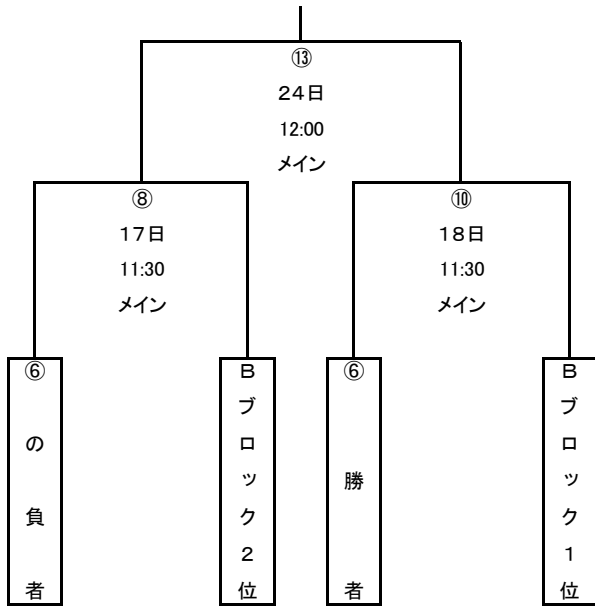 ⑬
24日
12:00
メイン
⑧
17日
11:30
メイン
⑩
18日
11:30
メイン
⑥の負者
Bブロック2位
⑥勝者
Bブロック1位